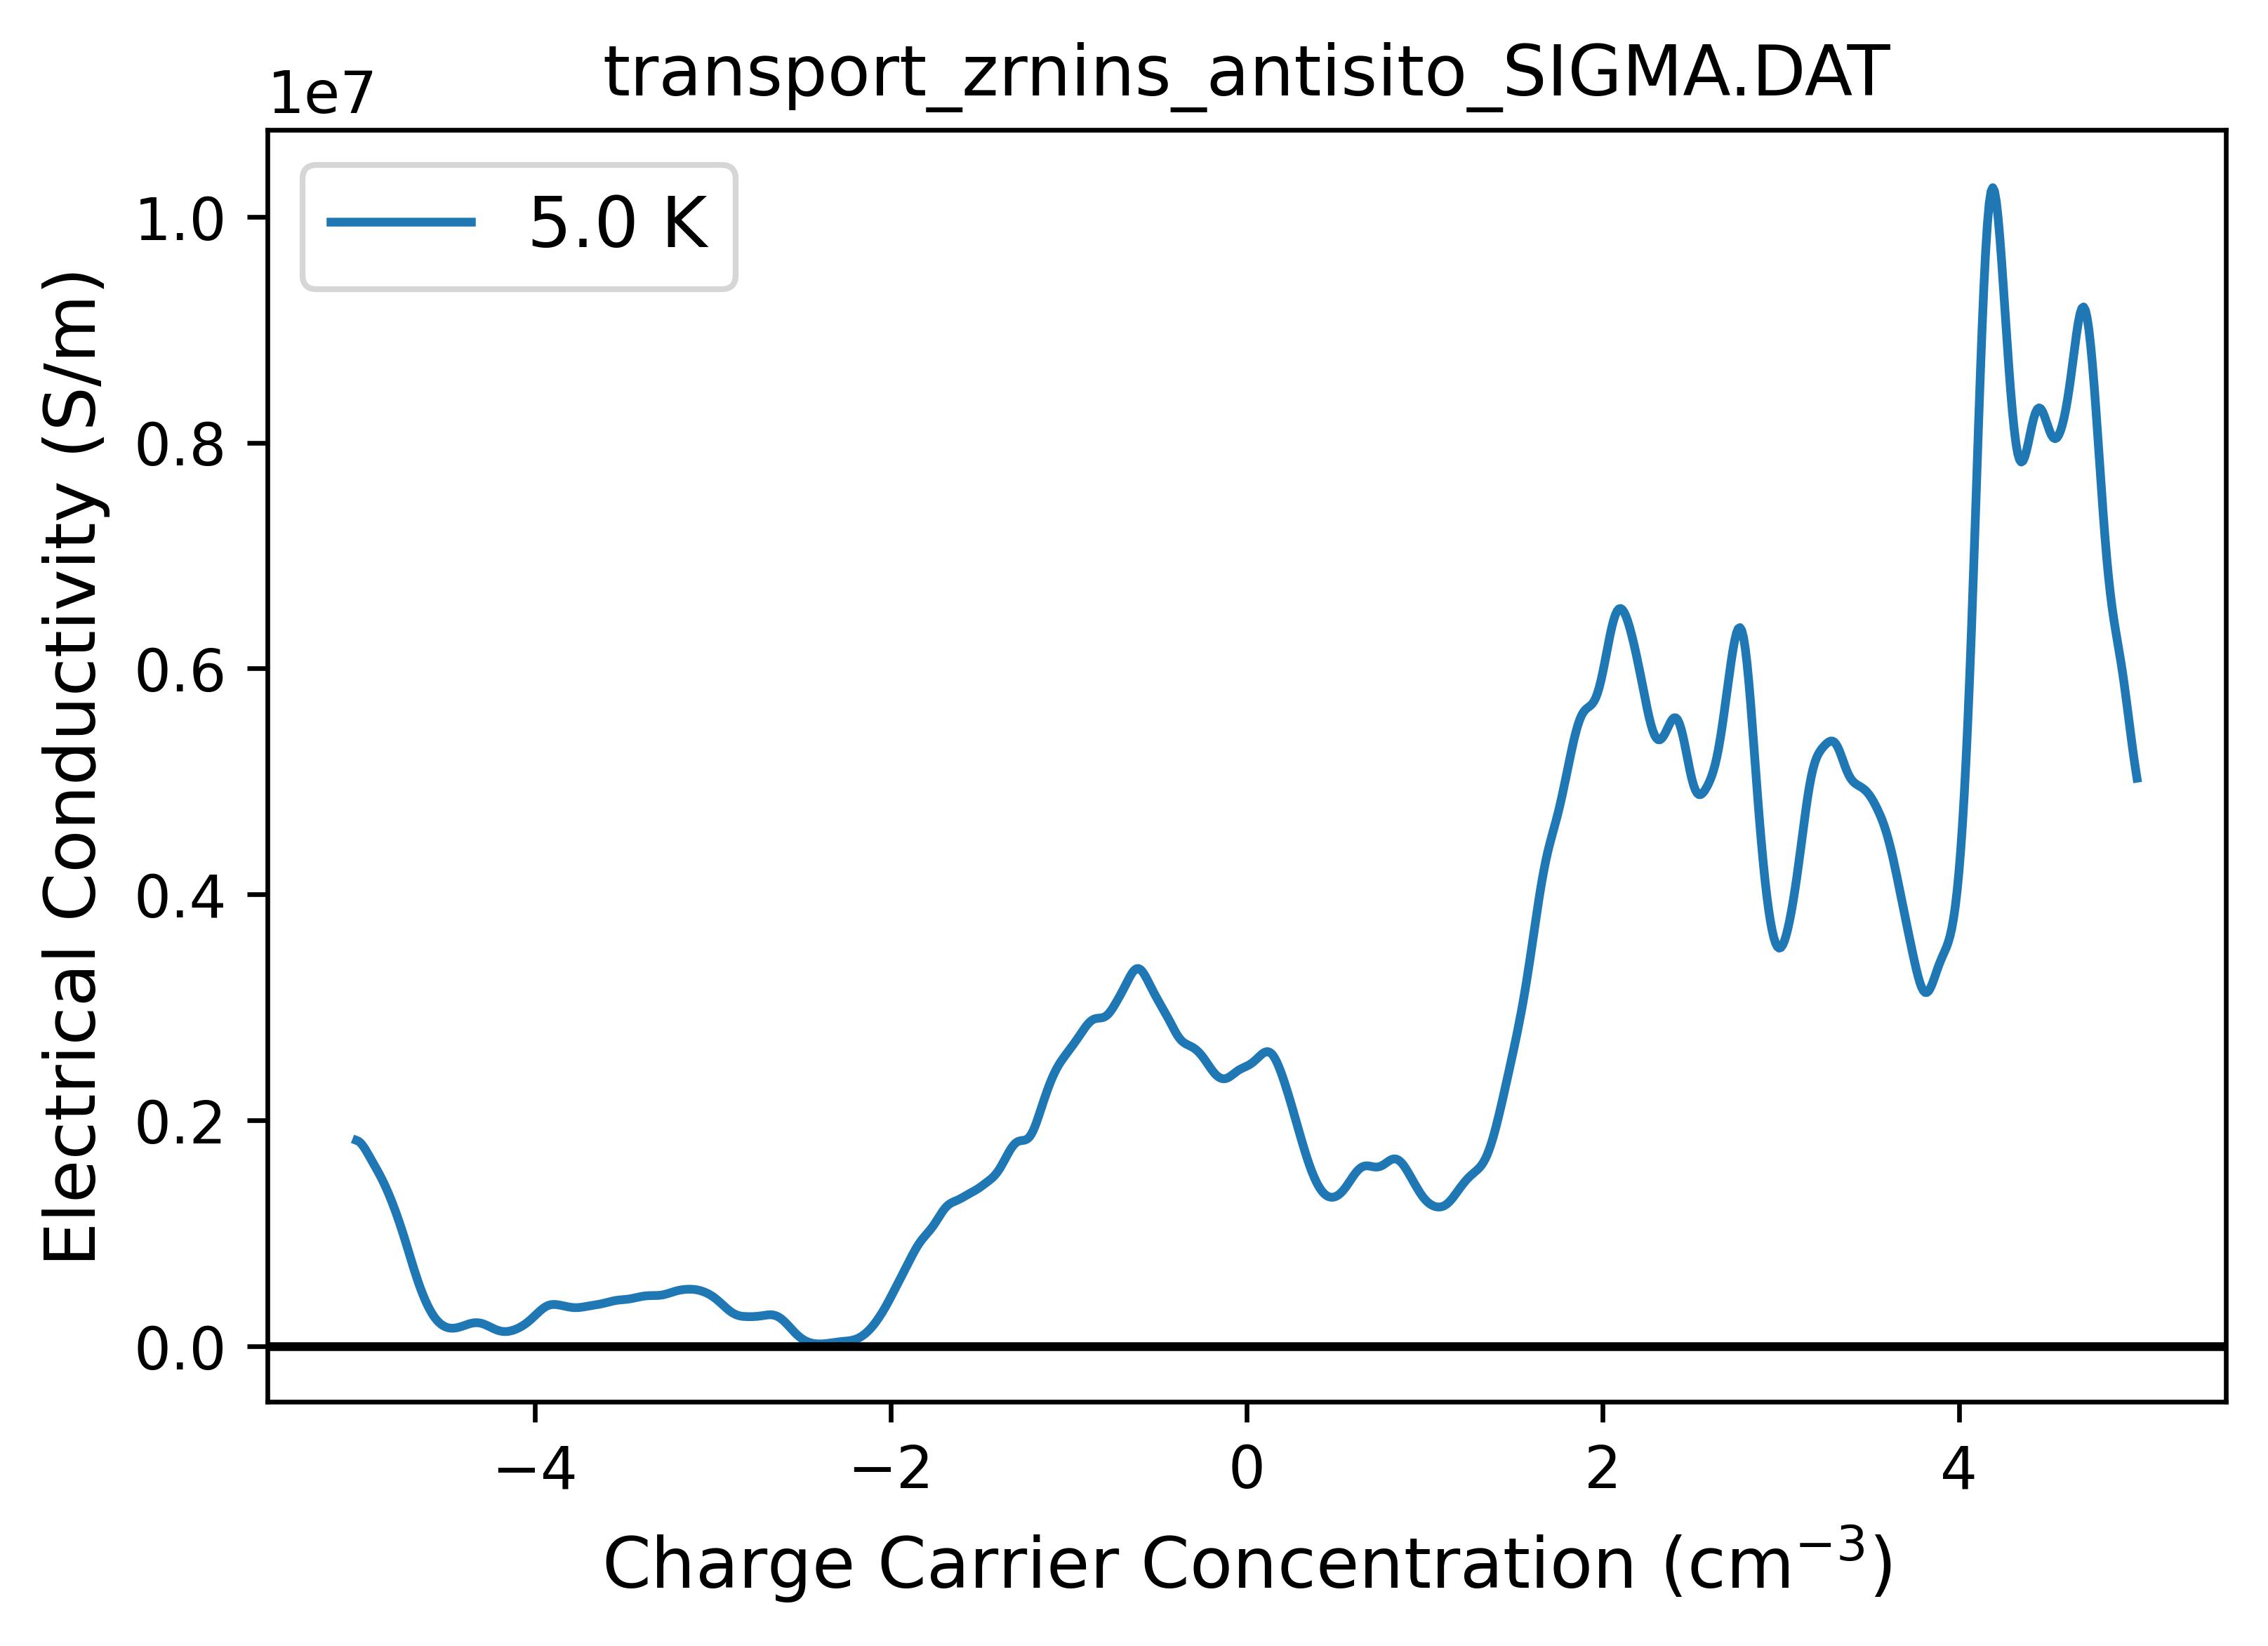 transport_zrnins_antisito_SIGMA.DAT
1e7
5.0 K
Electrical Conductivity (S/m)
1.0
0.8
0.6
0.4
0.2
0.0
−4 −2 0 2 4
Charge Carrier Concentration (cm⁻³)